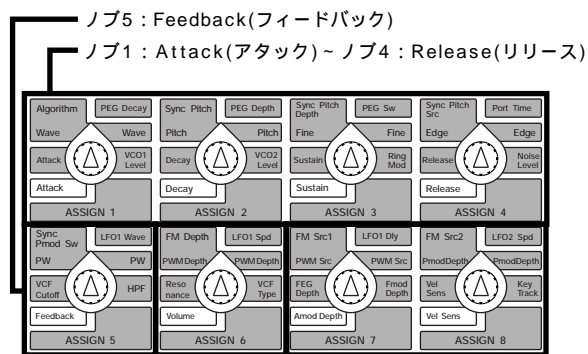 ノブ5：Feedback(フィードバック)
ノブ1：Attack(アタック)~ノブ4：Release(リリース)
Algorithm PEG Decay
Wave Wave
Attack VCO1 Level
Attack
ASSIGN 1
Sync Pitch PEG Depth
Pitch Pitch
Decay VCO2 Level
Decay
ASSIGN 2
Sync Pitch Depth PEG Sw
Fine Fine
Sustain Ring Mod
Sustain
ASSIGN 3
Sync Pitch Src Port Time
Edge Edge
Release Noise Level
Release
ASSIGN 4
Sync Pmod Sw LFO1 Wave
PW PW
VCF Cutoff HPF
Feedback
ASSIGN 5
FM Depth LFO1 Spd
PWM Depth PWM Depth
Reso nance VCF Type
Volume
ASSIGN 6
FM Src1 LFO1 Dly
PWM Src PWM Src
FEG Depth Fmod Depth
Amod Depth
ASSIGN 7
FM Src2 LFO2 Spd
PmodDepth PmodDepth
Vel Sens Key Track
Vel Sens
ASSIGN 8